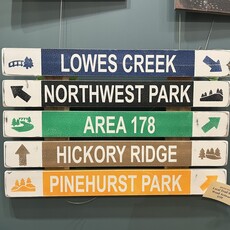 LOWES CREEK
NORTHWEST PARK
AREA 178
HICKORY RIDGE
PINEHURST PARK